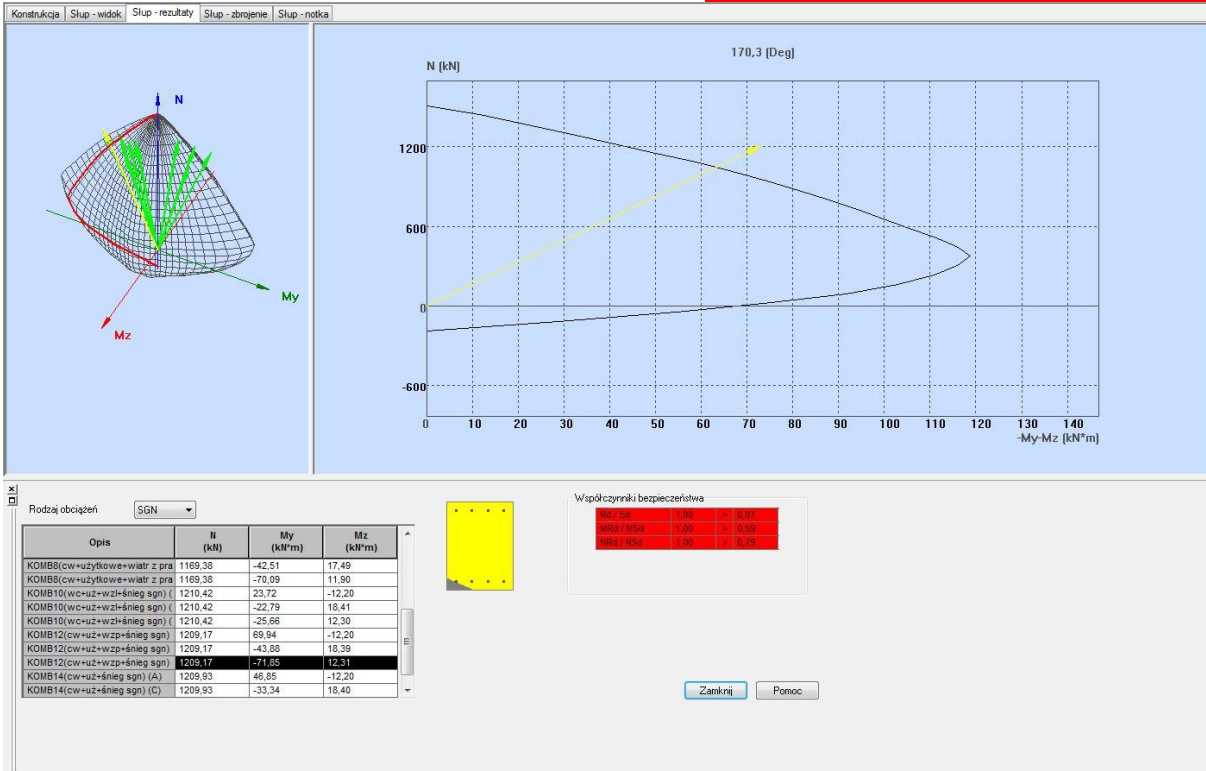 Konstrukcja Słup - widok Słup - rezultaty Słup - zbrojenie Słup - notka
170,3 (Deg)
N (kN)
N
My
Mz
1200
600
0
-600
0 10 20 30 40 50 60 70 80 90 100 110 120 130 140
-My-Mz (kN*m)
Rodzaj obciążeń SGN
Współczynniki bezpieczeństwa
Rd / Sd 1.00 > 0,87
MRd / MSd 1.00 > 0,59
NRd / NSd 1.00 > 0,79
Opis N (kN) My (kN*m) Mz (kN*m)
KOMB8(cw+użytkowe+wiatr z pra 1169,38 -42,51 17,49
KOMB8(cw+użytkowe+wiatr z pra 1169,38 -70,09 11,90
KOMB10(wc+uż+wzl+śnieg sgn) ( 1210,42 23,72 -12,20
KOMB10(wc+uż+wzl+śnieg sgn) ( 1210,42 -22,79 18,41
KOMB10(wc+uż+wzl+śnieg sgn) ( 1210,42 -25,66 12,30
KOMB12(cw+uż+wzp+śnieg sgn) 1209,17 69,94 -12,20
KOMB12(cw+uż+wzp+śnieg sgn) 1209,17 -43,88 18,39
KOMB12(cw+uż+wzp+śnieg sgn) 1209,17 -71,85 12,31
KOMB14(cw+uż+śnieg sgn) (A) 1209,93 46,85 -12,20
KOMB14(cw+uż+śnieg sgn) (C) 1209,93 -33,34 18,40
Zamknij Pomoc